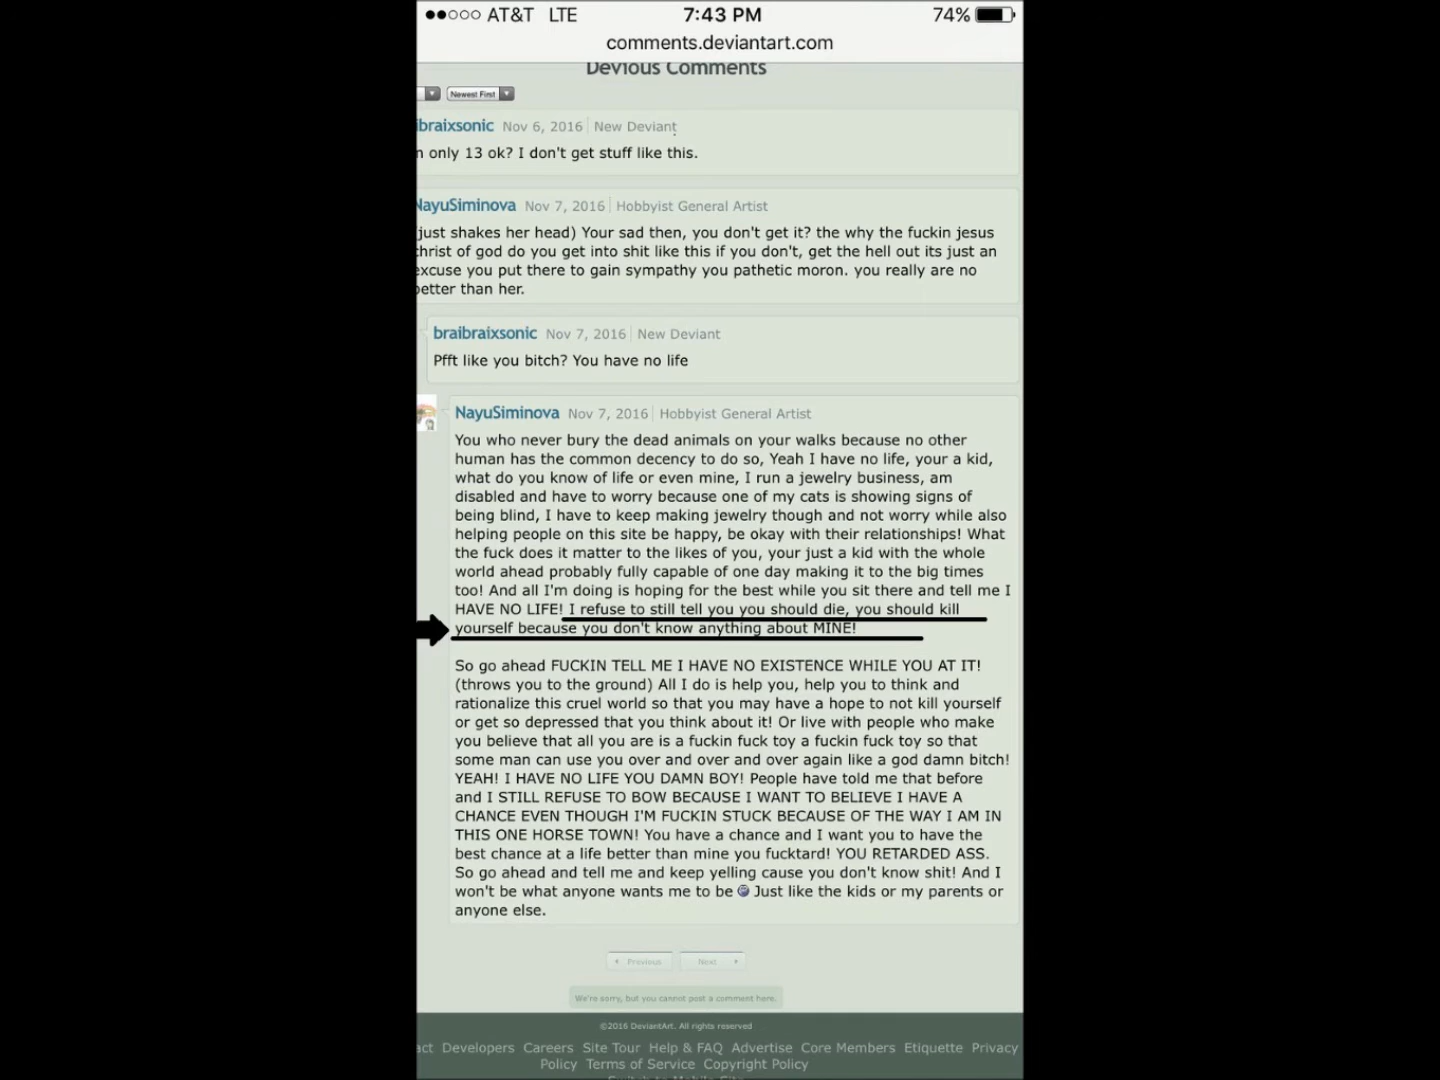 AT&T LTE 7:43 PM 74%
comments.deviantart.com
Devious Comments
Newest First
ibraixsonic Nov 6, 2016 New Deviant
n only 13 ok? I don't get stuff like this.
NayuSiminova Nov 7, 2016 Hobbyist General Artist
(just shakes her head) Your sad then, you don't get it? the why the fuckin jesus
christ of god do you get into shit like this if you don't, get the hell out its just an
excuse you put there to gain sympathy you pathetic moron. you really are no
better than her.
braibraixsonic Nov 7, 2016 New Deviant
Pfft like you bitch? You have no life
NayuSiminova Nov 7, 2016 Hobbyist General Artist
You who never bury the dead animals on your walks because no other
human has the common decency to do so, Yeah I have no life, your a kid,
what do you know of life or even mine, I run a jewelry business, am
disabled and have to worry because one of my cats is showing signs of
being blind, I have to keep making jewelry though and not worry while also
helping people on this site be happy, be okay with their relationships! What
the fuck does it matter to the likes of you, your just a kid with the whole
world ahead probably fully capable of one day making it to the big times
too! And all I'm doing is hoping for the best while you sit there and tell me I
HAVE NO LIFE! I refuse to still tell you you should die, you should kill
yourself because you don't know anything about MINE!
So go ahead FUCKIN TELL ME I HAVE NO EXISTENCE WHILE YOU AT IT!
(throws you to the ground) All I do is help you, help you to think and
rationalize this cruel world so that you may have a hope to not kill yourself
or get so depressed that you think about it! Or live with people who make
you believe that all you are is a fuckin fuck toy a fuckin fuck toy so that
some man can use you over and over and over again like a god damn bitch!
YEAH! I HAVE NO LIFE YOU DAMN BOY! People have told me that before
and I STILL REFUSE TO BOW BECAUSE I WANT TO BELIEVE I HAVE A
CHANCE EVEN THOUGH I'M FUCKIN STUCK BECAUSE OF THE WAY I AM IN
THIS ONE HORSE TOWN! You have a chance and I want you to have the
best chance at a life better than mine you fucktard! YOU RETARDED ASS.
So go ahead and tell me and keep yelling cause you don't know shit! And I
won't be what anyone wants me to be Just like the kids or my parents or
anyone else.
Previous Next
We're sorry, but you cannot post a comment here.
©2016 DeviantArt. All rights reserved
act Developers Careers Site Tour Help & FAQ Advertise Core Members Etiquette Privacy
Policy Terms of Service Copyright Policy
Switch to Mobile Site